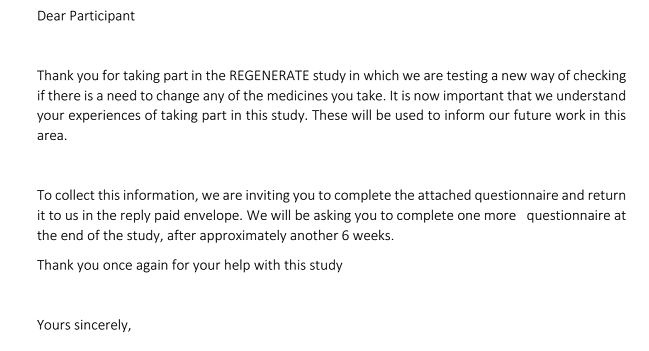 Dear Participant
Thank you for taking part in the REGENERATE study in which we are testing a new way of checking
if there is a need to change any of the medicines you take. It is now important that we understand
your experiences of taking part in this study. These will be used to inform our future work in this
area.
To collect this information, we are inviting you to complete the attached questionnaire and return
it to us in the reply paid envelope. We will be asking you to complete one more   questionnaire at
the end of the study, after approximately another 6 weeks.
Thank you once again for your help with this study
Yours sincerely,